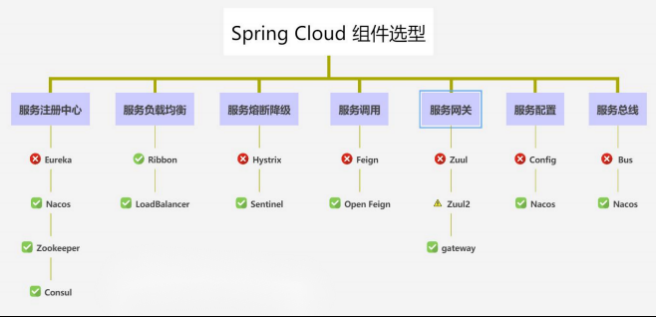 Spring Cloud 组件选型
服务注册中心 服务负载均衡 服务熔断降级 服务调用 服务网关 服务配置 服务总线
Eureka Ribbon Hystrix Feign Zuul Config Bus
Nacos LoadBalancer Sentinel Open Feign Zuul2 Nacos Nacos
Zookeeper gateway
Consul